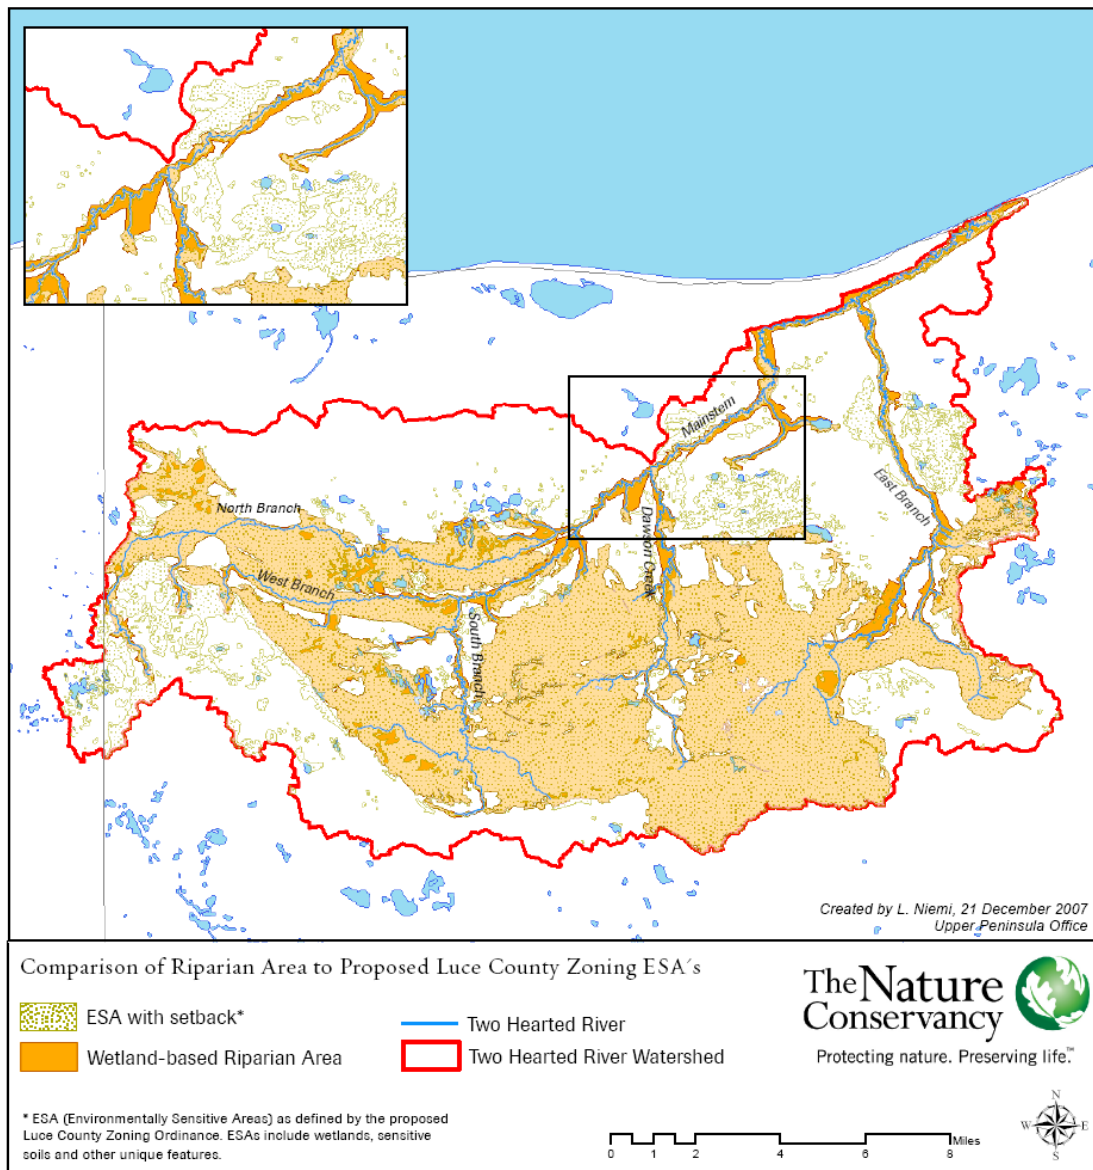 Mainstem
East Branch
North Branch
Dawson Creek
West Branch
South Branch
Created by L. Niemi, 21 December 2007
Upper Peninsula Office
Comparison of Riparian Area to Proposed Luce County Zoning ESA´s
ESA with setback*
Wetland-based Riparian Area
Two Hearted River
Two Hearted River Watershed
The Nature
Conservancy
Protecting nature. Preserving life.™
* ESA (Environmentally Sensitive Areas) as defined by the proposed
Luce County Zoning Ordinance. ESAs include wetlands, sensitive
soils and other unique features.
Miles
0 1 2 4 6 8
N
W E
S